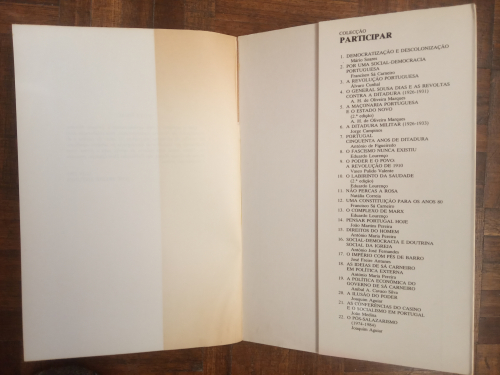 COLECÇÃO
PARTICIPAR
1. DEMOCRATIZAÇÃO E DESCOLONIZAÇÃO
Mário Soares
2. POR UMA SOCIAL-DEMOCRACIA
PORTUGUESA
Francisco Sá Carneiro
3. A REVOLUÇÃO PORTUGUESA
Álvaro Cunhal
4. O GENERAL SOUSA DIAS E AS REVOLTAS
CONTRA A DITADURA (1926-1931)
A. H. de Oliveira Marques
5. A MAÇONARIA PORTUGUESA
E O ESTADO NOVO
(2.ª edição)
A. H. de Oliveira Marques
6. A DITADURA MILITAR (1926-1932)
Jorge Campinos
7. PORTUGAL
CINQUENTA ANOS DE DITADURA
António de Figueiredo
8. O FASCISMO NUNCA EXISTIU
Eduardo Lourenço
9. O PODER E O POVO:
A REVOLUÇÃO DE 1910
Vasco Pulido Valente
10. O LABIRINTO DA SAUDADE
(2.ª edição)
Eduardo Lourenço
11. NÃO PERCAS A ROSA
Natália Correia
12. UMA CONSTITUIÇÃO PARA OS ANOS 80
Francisco Sá Carneiro
13. O COMPLEXO DE MARX
Eduardo Lourenço
14. PENSAR PORTUGAL HOJE
João Martins Pereira
15. DIREITOS DO HOMEM
António Maria Pereira
16. SOCIAL-DEMOCRACIA E DOUTRINA
SOCIAL DA IGREJA
António José Fernandes
17. O IMPÉRIO COM PÉS DE BARRO
José Freire Antunes
18. AS IDEIAS DE SÁ CARNEIRO
EM POLÍTICA EXTERNA
António Maria Pereira
19. A POLÍTICA ECONÓMICA DO
GOVERNO DE SÁ CARNEIRO
Aníbal A. Cavaco Silva
20. A ILUSÃO DO PODER
Joaquim Aguiar
21. AS CONFERÊNCIAS DO CASINO
E O SOCIALISMO EM PORTUGAL
João Medina
22. O PÓS-SALAZARISMO
(1974-1984)
Joaquim Aguiar